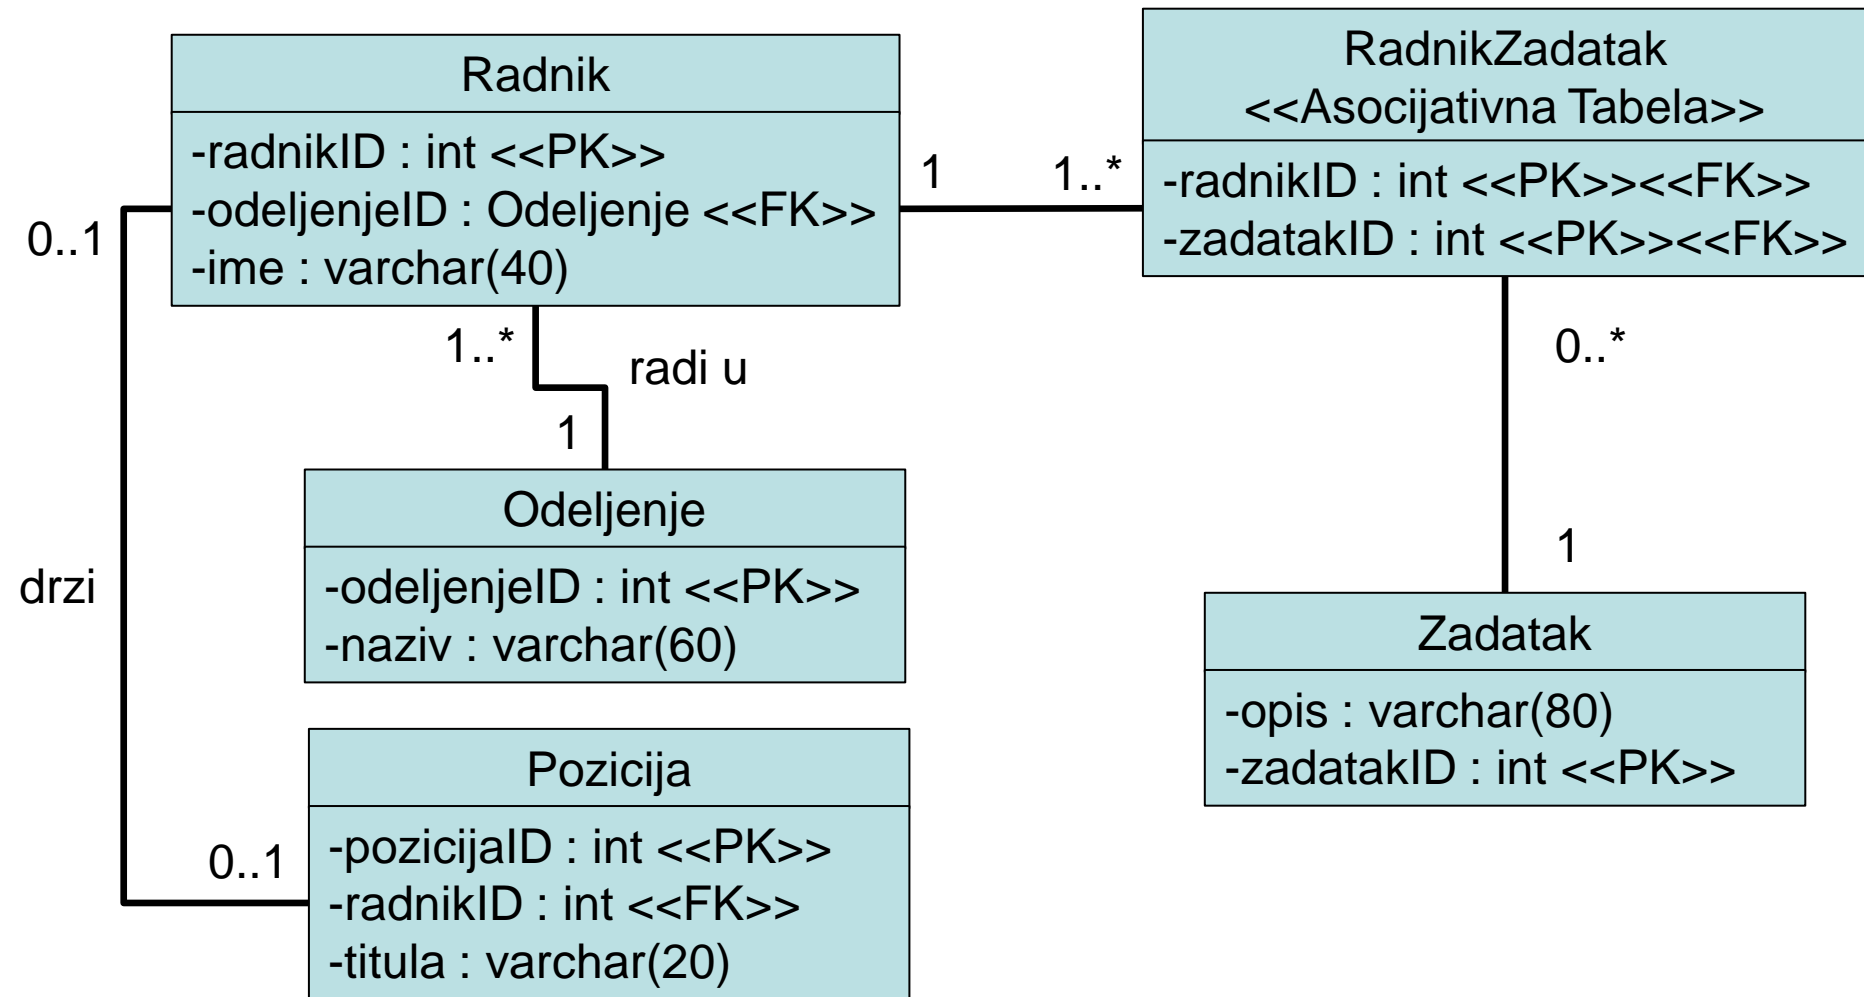 Radnik
-radnikID : int <<PK>>
-odeljenjeID : Odeljenje <<FK>>
-ime : varchar(40)
1
1..*
RadnikZadatak
<<Asocijativna Tabela>>
-radnikID : int <<PK>><<FK>>
-zadatakID : int <<PK>><<FK>>
0..1
1..*
radi u
1
0..*
1
Odeljenje
-odeljenjeID : int <<PK>>
-naziv : varchar(60)
drzi
Zadatak
-opis : varchar(80)
-zadatakID : int <<PK>>
0..1
Pozicija
-pozicijaID : int <<PK>>
-radnikID : int <<FK>>
-titula : varchar(20)